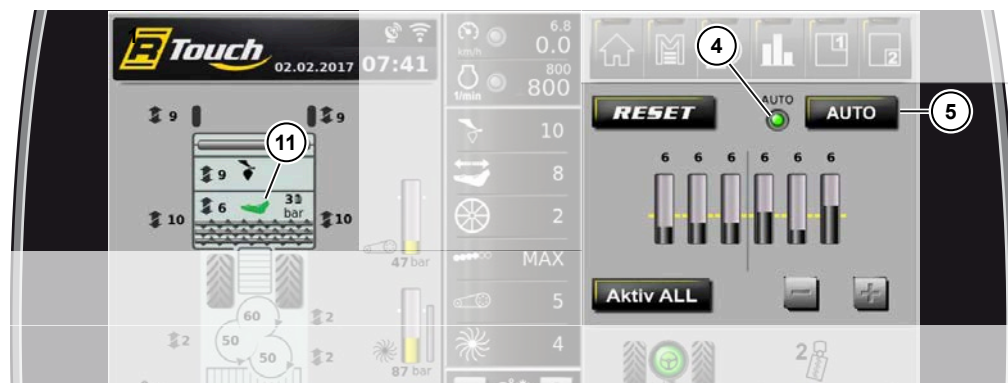 R Touch
02.02.2017 07:41
9 9
11
9
6 31 bar
10 10
47 bar
60
50
50
2
2
2
87 bar
km/h 6.8
0.0
1/min 800
800
10
8
2
MAX
5
4
1
2
4
RESET AUTO AUTO
5
6 6 6 6 6 6
Aktiv ALL - +
2